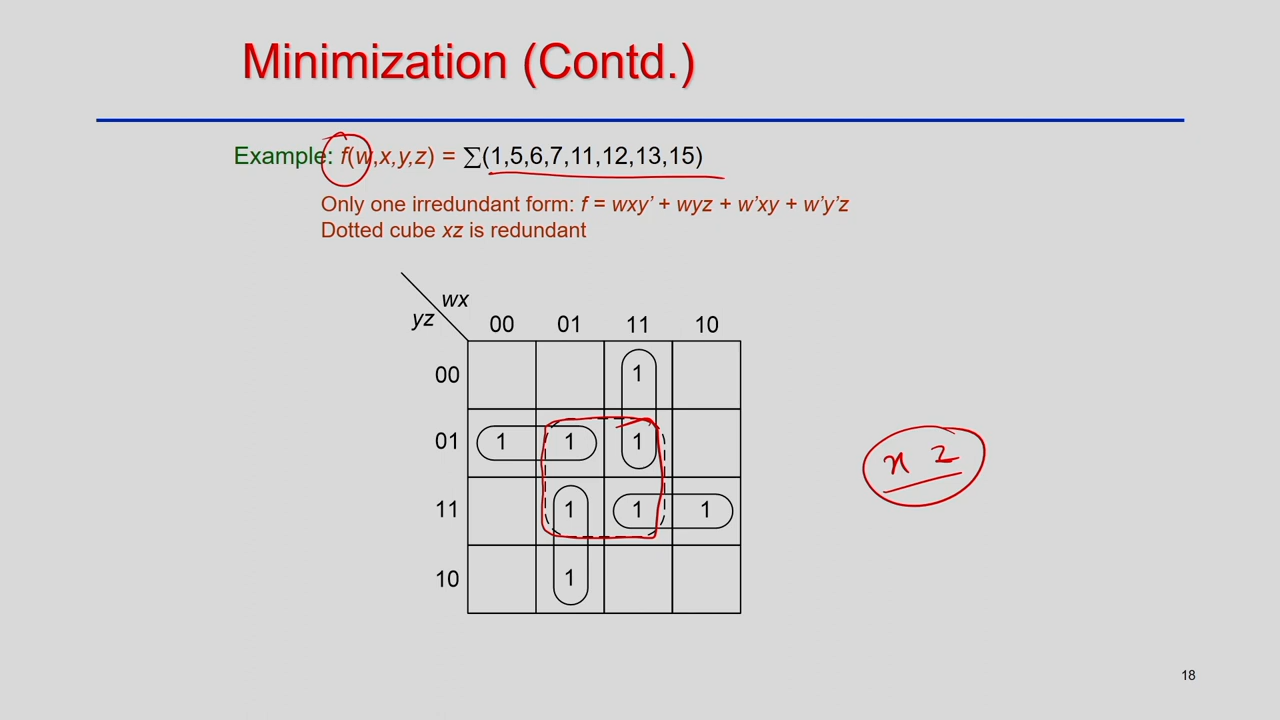 Minimization (Contd.)
Example: f(w,x,y,z) = ∑(1,5,6,7,11,12,13,15)
Only one irredundant form: f = wxy’ + wyz + w’xy + w’y’z
Dotted cube xz is redundant
wx
yz
00 01 11 10
00 1
01 1 1 1
11 1 1 1
10 1
x z
18